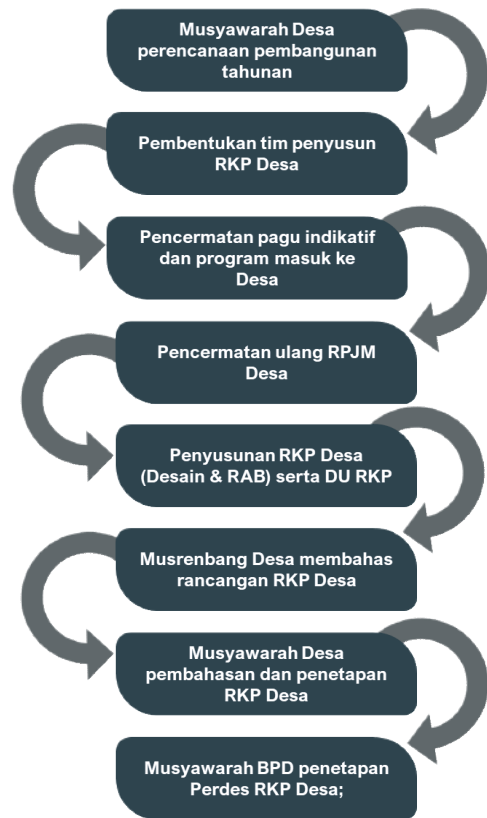 Musyawarah Desa
perencanaan pembangunan
tahunan
Pembentukan tim penyusun
RKP Desa
Pencermatan pagu indikatif
dan program masuk ke
Desa
Pencermatan ulang RPJM
Desa
Penyusunan RKP Desa
(Desain & RAB) serta DU RKP
Musrenbang Desa membahas
rancangan RKP Desa
Musyawarah Desa
pembahasan dan penetapan
RKP Desa
Musyawarah BPD penetapan
Perdes RKP Desa;